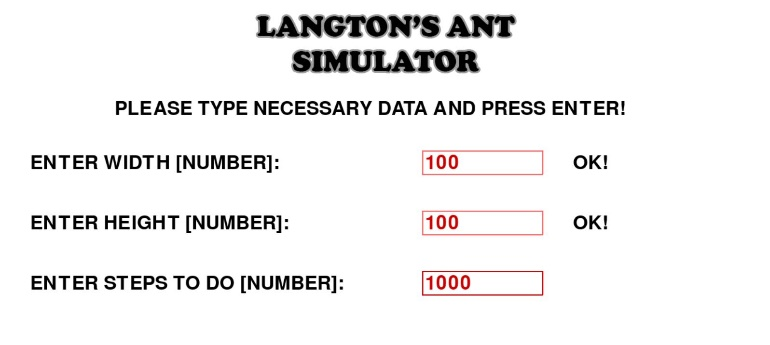 LANGTON'S ANT
SIMULATOR
PLEASE TYPE NECESSARY DATA AND PRESS ENTER!
ENTER WIDTH [NUMBER]: 100 OK!
ENTER HEIGHT [NUMBER]: 100 OK!
ENTER STEPS TO DO [NUMBER]: 1000